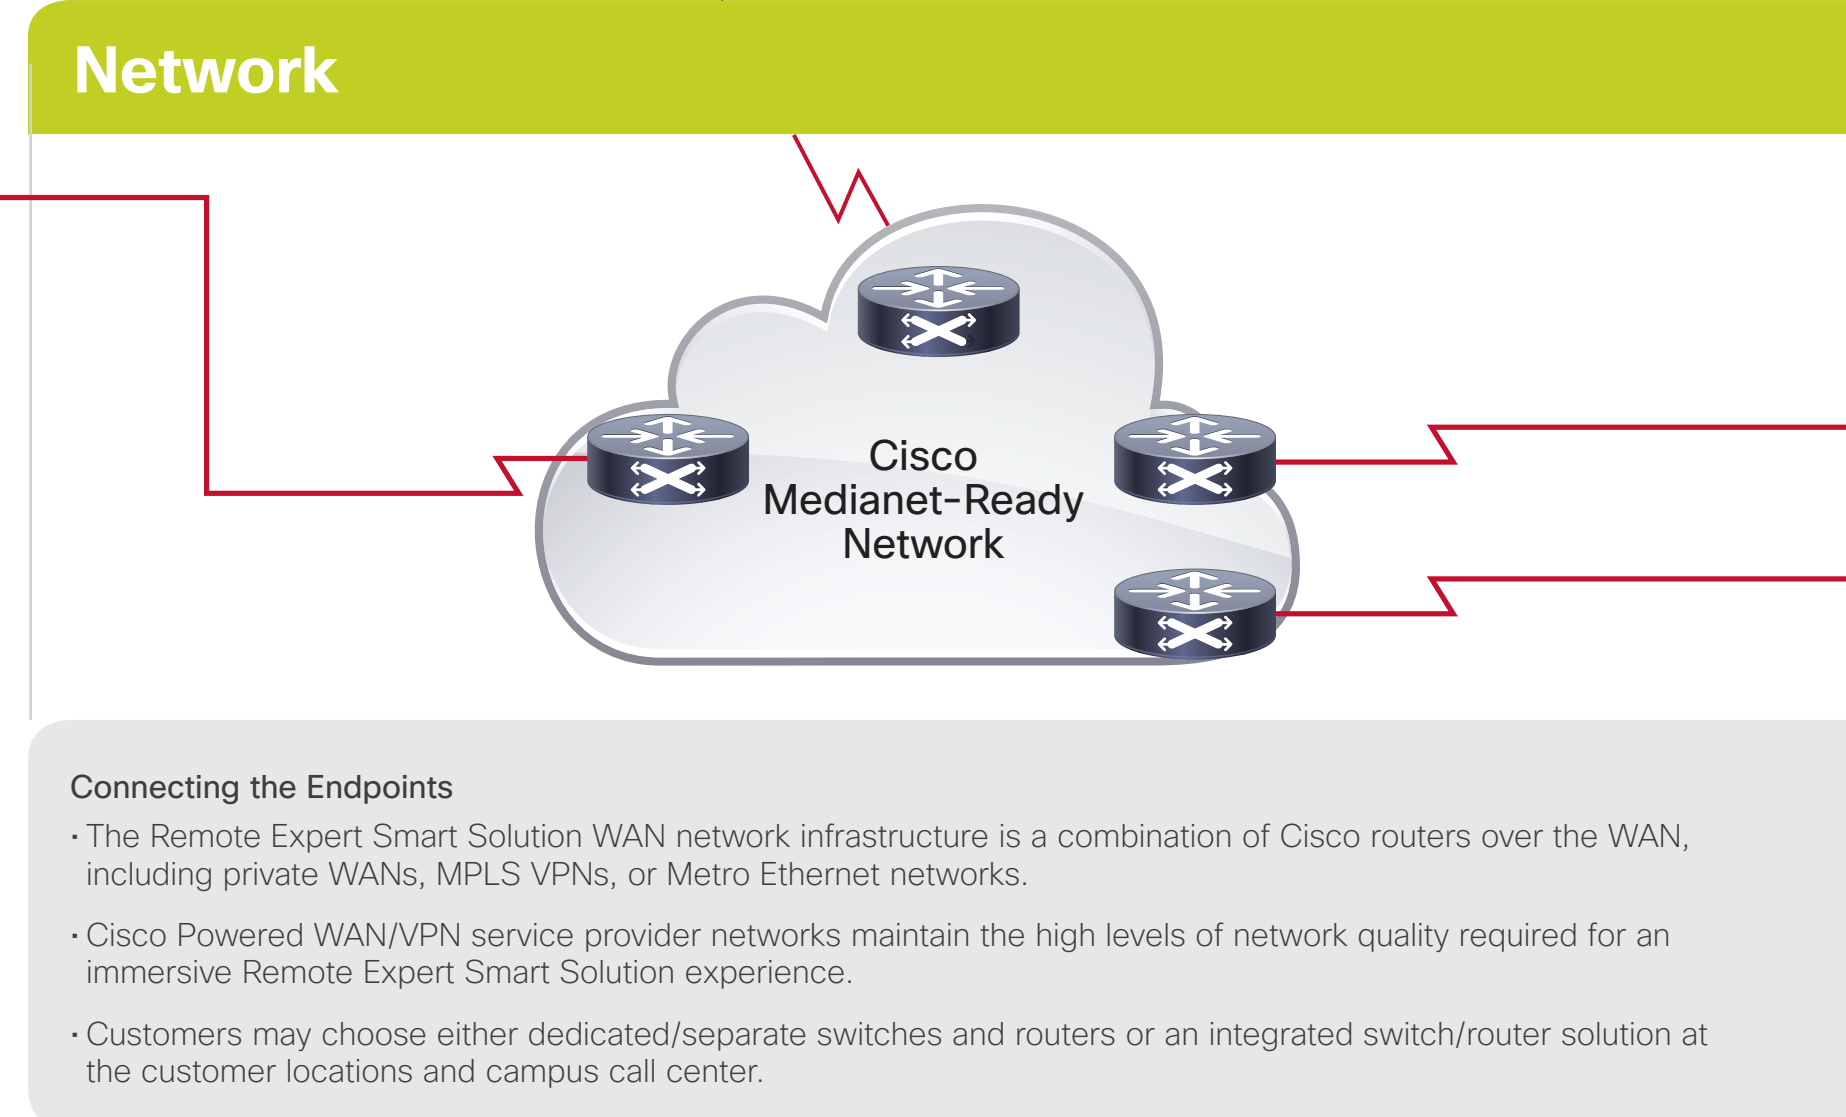 Network
Cisco
Medianet-Ready
Network
Connecting the Endpoints
· The Remote Expert Smart Solution WAN network infrastructure is a combination of Cisco routers over the WAN,
including private WANs, MPLS VPNs, or Metro Ethernet networks.
· Cisco Powered WAN/VPN service provider networks maintain the high levels of network quality required for an
immersive Remote Expert Smart Solution experience.
· Customers may choose either dedicated/separate switches and routers or an integrated switch/router solution at
the customer locations and campus call center.